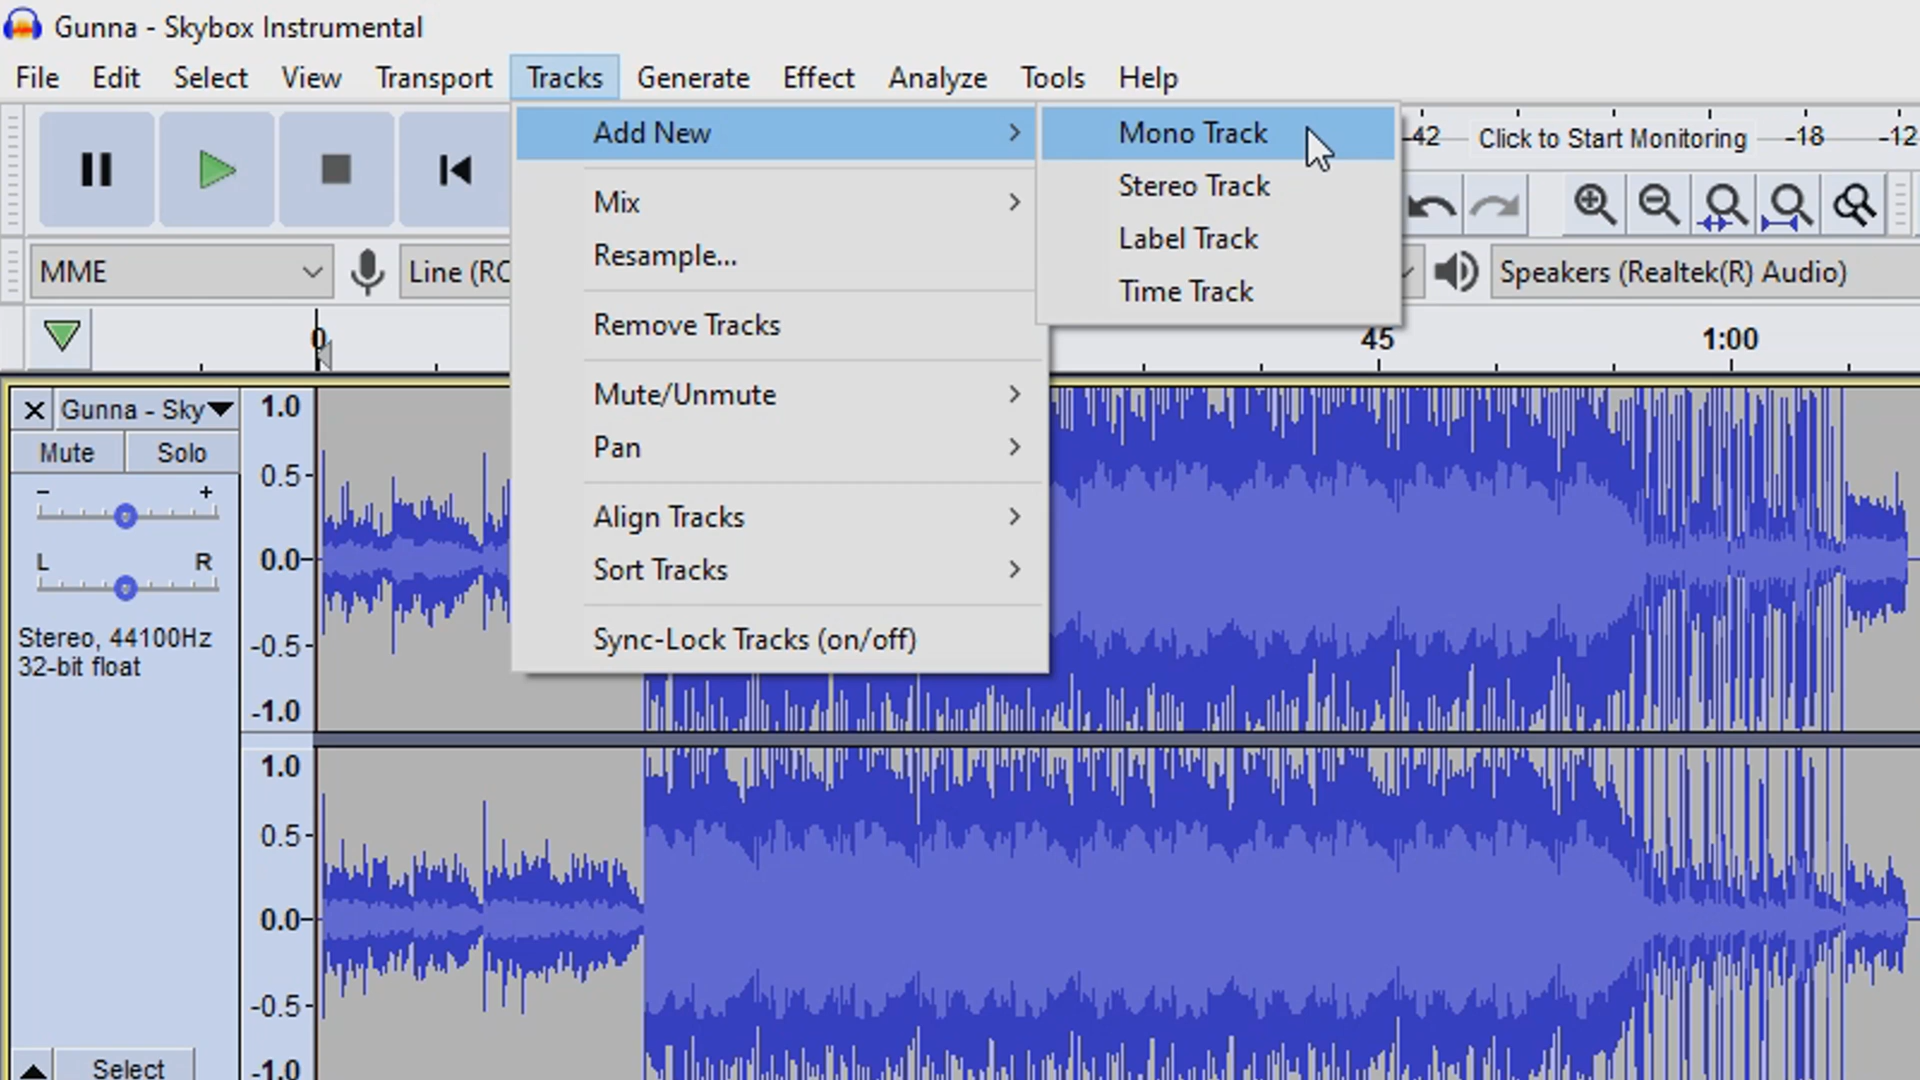 Gunna - Skybox Instrumental
File Edit Select View Transport Tracks Generate Effect Analyze Tools Help
Add New
Mix
Resample...
Remove Tracks
Mute/Unmute
Pan
Align Tracks
Sort Tracks
Sync-Lock Tracks (on/off)
Mono Track
Stereo Track
Label Track
Time Track
-42 Click to Start Monitoring -18 -12
MME
Line (RC
Speakers (Realtek(R) Audio)
0 45 1:00
Gunna - Sky
Mute Solo
- +
L R
Stereo, 44100Hz
32-bit float
1.0
0.5
0.0
-0.5
-1.0
1.0
0.5
0.0
-0.5
-1.0
Select